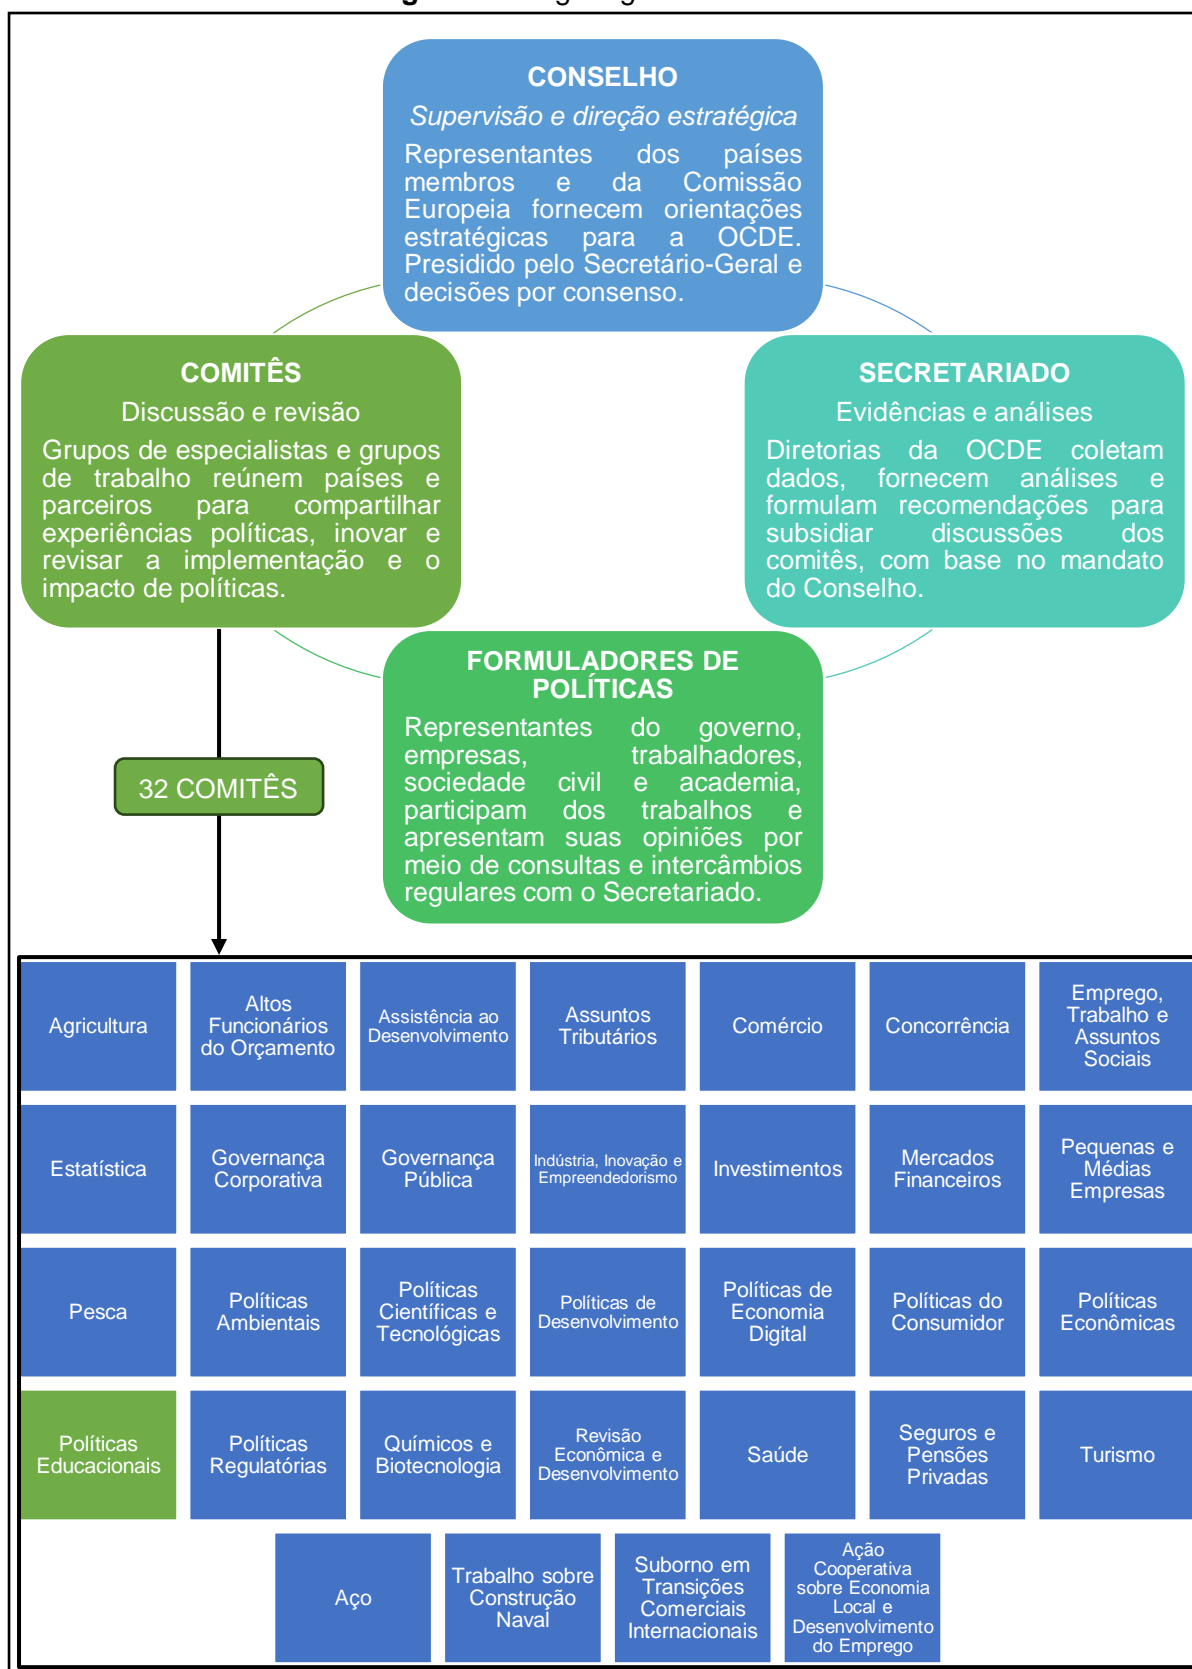 CONSELHO
Supervisão e direção estratégica
Representantes dos países
membros e da Comissão
Europeia fornecem orientações
estratégicas para a OCDE.
Presidido pelo Secretário-Geral e
decisões por consenso.
COMITÊS
Discussão e revisão
Grupos de especialistas e grupos
de trabalho reúnem países e
parceiros para compartilhar
experiências políticas, inovar e
revisar a implementação e o
impacto de políticas.
SECRETARIADO
Evidências e análises
Diretorias da OCDE coletam
dados, fornecem análises e
formulam recomendações para
subsidiar discussões dos
comitês, com base no mandato
do Conselho.
FORMULADORES DE
POLÍTICAS
Representantes do governo,
empresas, trabalhadores,
sociedade civil e academia,
participam dos trabalhos e
apresentam suas opiniões por
meio de consultas e intercâmbios
regulares com o Secretariado.
32 COMITÊS
Agricultura
Altos
Funcionários
do Orçamento
Assistência ao
Desenvolvimento
Assuntos
Tributários
Comércio
Concorrência
Emprego,
Trabalho e
Assuntos
Sociais
Estatística
Governança
Corporativa
Governança
Pública
Indústria, Inovação e
Empreendedorismo
Investimentos
Mercados
Financeiros
Pequenas e
Médias
Empresas
Pesca
Políticas
Ambientais
Políticas
Científicas e
Tecnológicas
Políticas de
Desenvolvimento
Políticas de
Economia
Digital
Políticas do
Consumidor
Políticas
Econômicas
Políticas
Educacionais
Políticas
Regulatórias
Químicos e
Biotecnologia
Revisão
Econômica e
Desenvolvimento
Saúde
Seguros e
Pensões
Privadas
Turismo
Aço
Trabalho sobre
Construção
Naval
Suborno em
Transições
Comerciais
Internacionais
Ação
Cooperativa
sobre Economia
Local e
Desenvolvimento
do Emprego